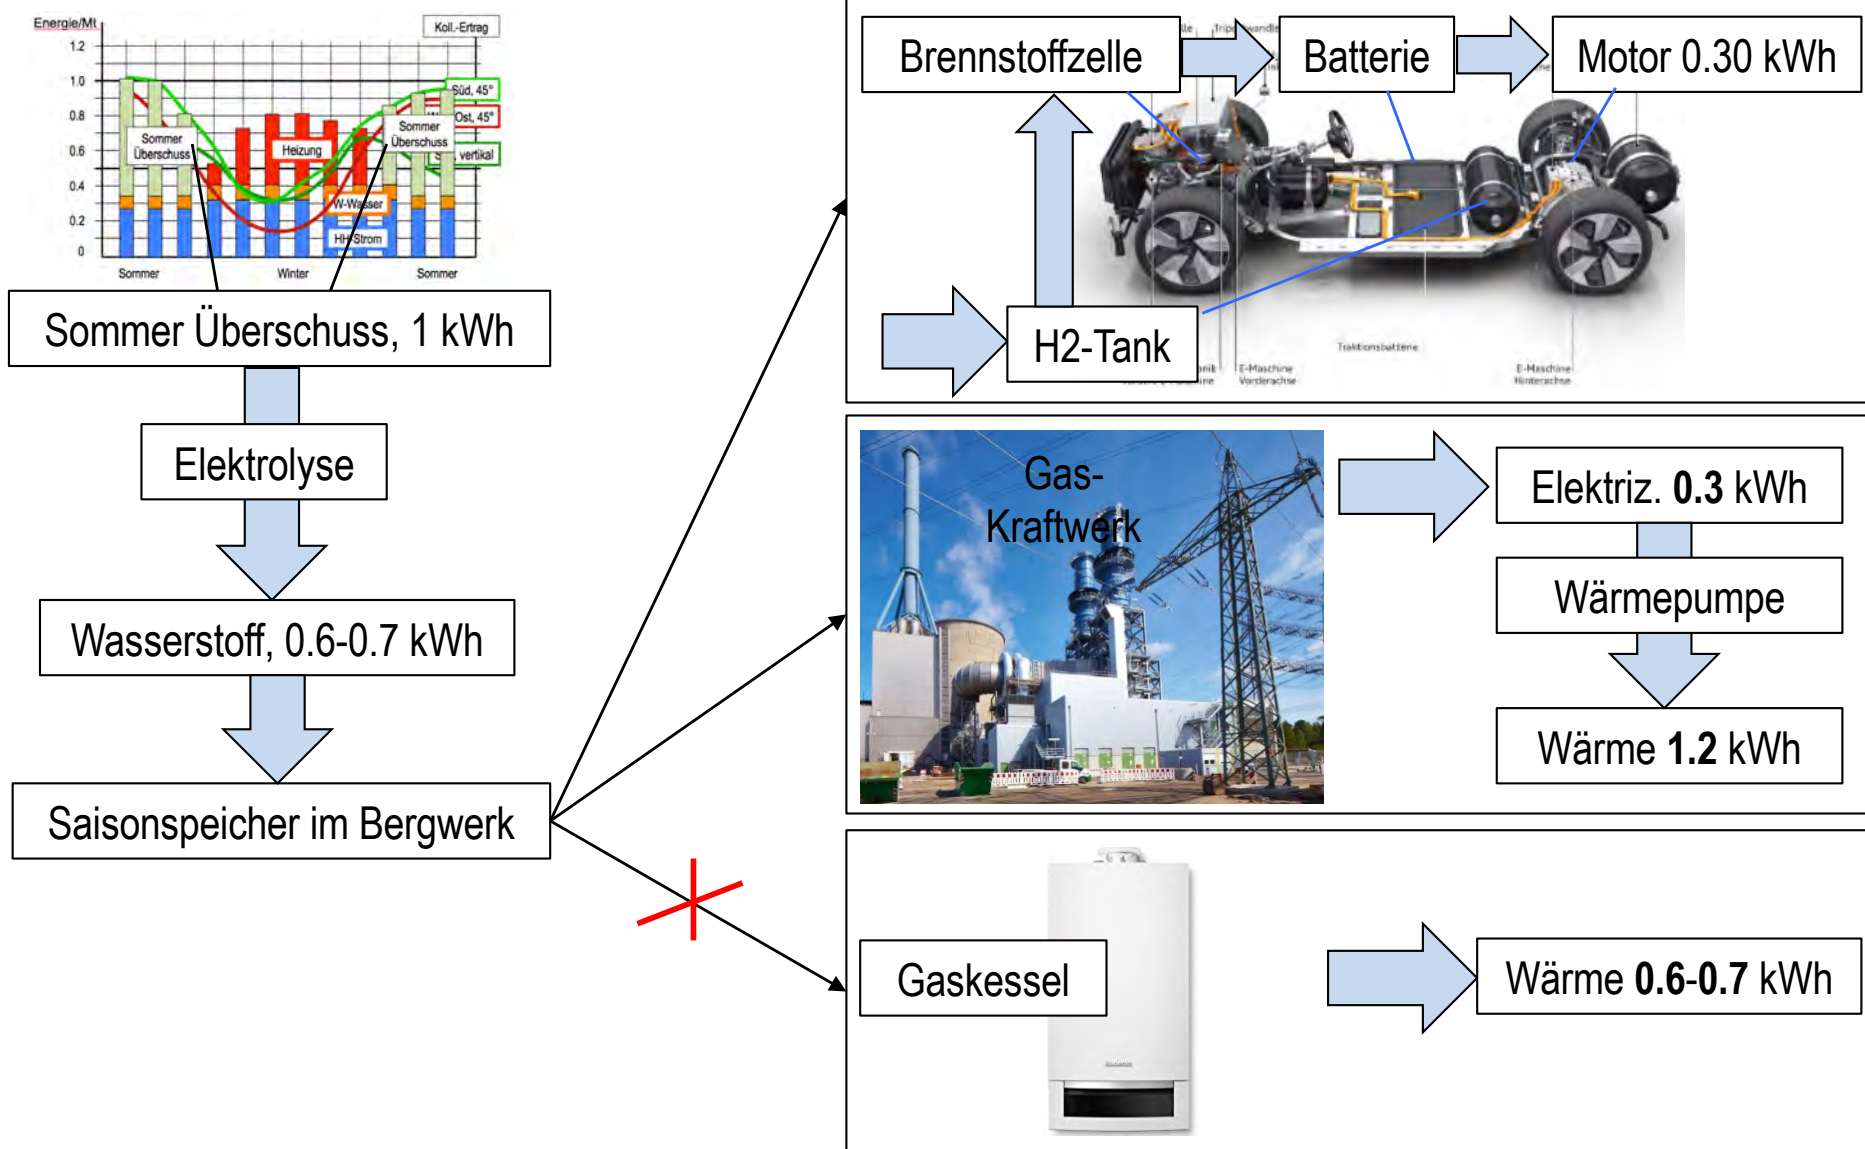 Energie/Mt
Koll.-Ertrag
1.2
1.0
0.8
0.6
0.4
0.2
0
Süd, 45°
Ost, 45°
vertikal
Sommer
Überschuss
Heizung
Sommer
Überschuss
W-Wasser
HH-Strom
Sommer
Winter
Sommer
Sommer Überschuss, 1 kWh
Elektrolyse
Wasserstoff, 0.6-0.7 kWh
Saisonspeicher im Bergwerk
Brennstoffzelle
Batterie
Motor 0.30 kWh
H2-Tank
Traktionsbatterie
E-Maschine
Vorderachse
E-Maschine
Hinterachse
Gas-
Kraftwerk
Elektriz. 0.3 kWh
Wärmepumpe
Wärme 1.2 kWh
Gaskessel
Wärme 0.6-0.7 kWh